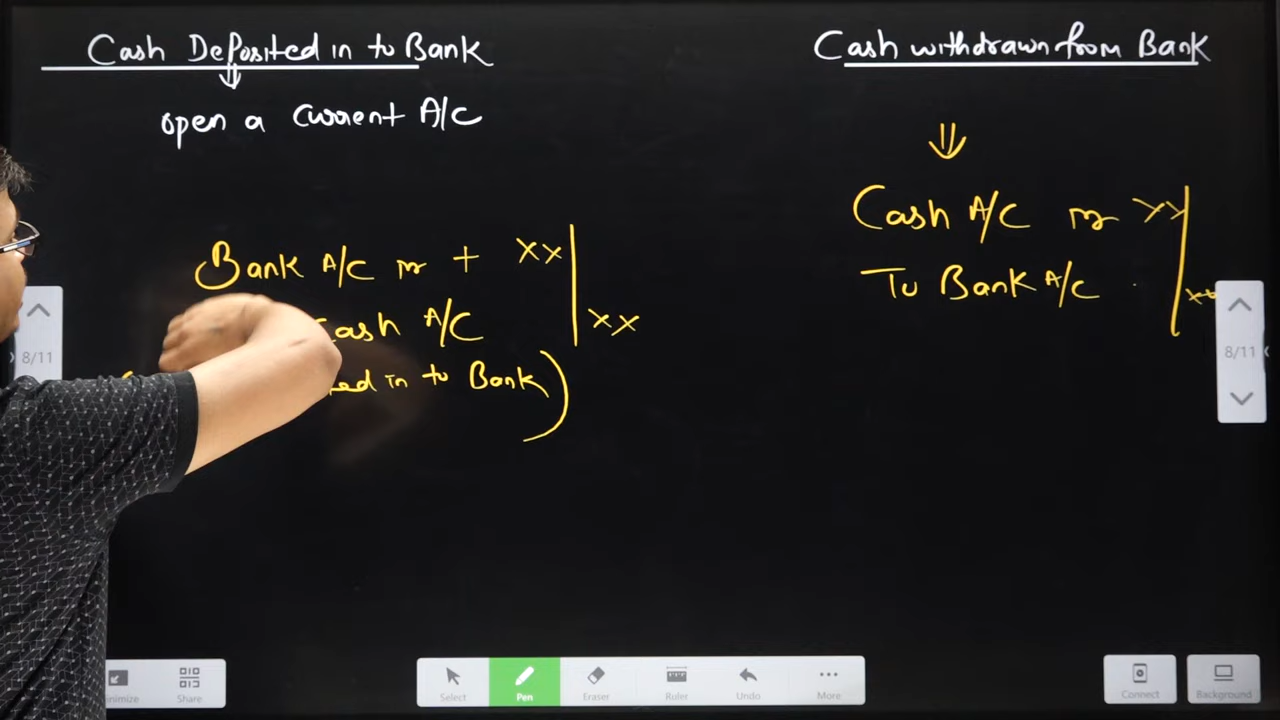 Cash Deposited in to Bank
open a current A/C
Bank A/C Dr + xx
Cash A/C
xx
in to Bank)
Cash withdrawn from Bank
Cash A/C Dr xx
To Bank A/C
xx
8/11
8/11
Share
Select
Pen
Eraser
Ruler
Undo
More
Connect
Background